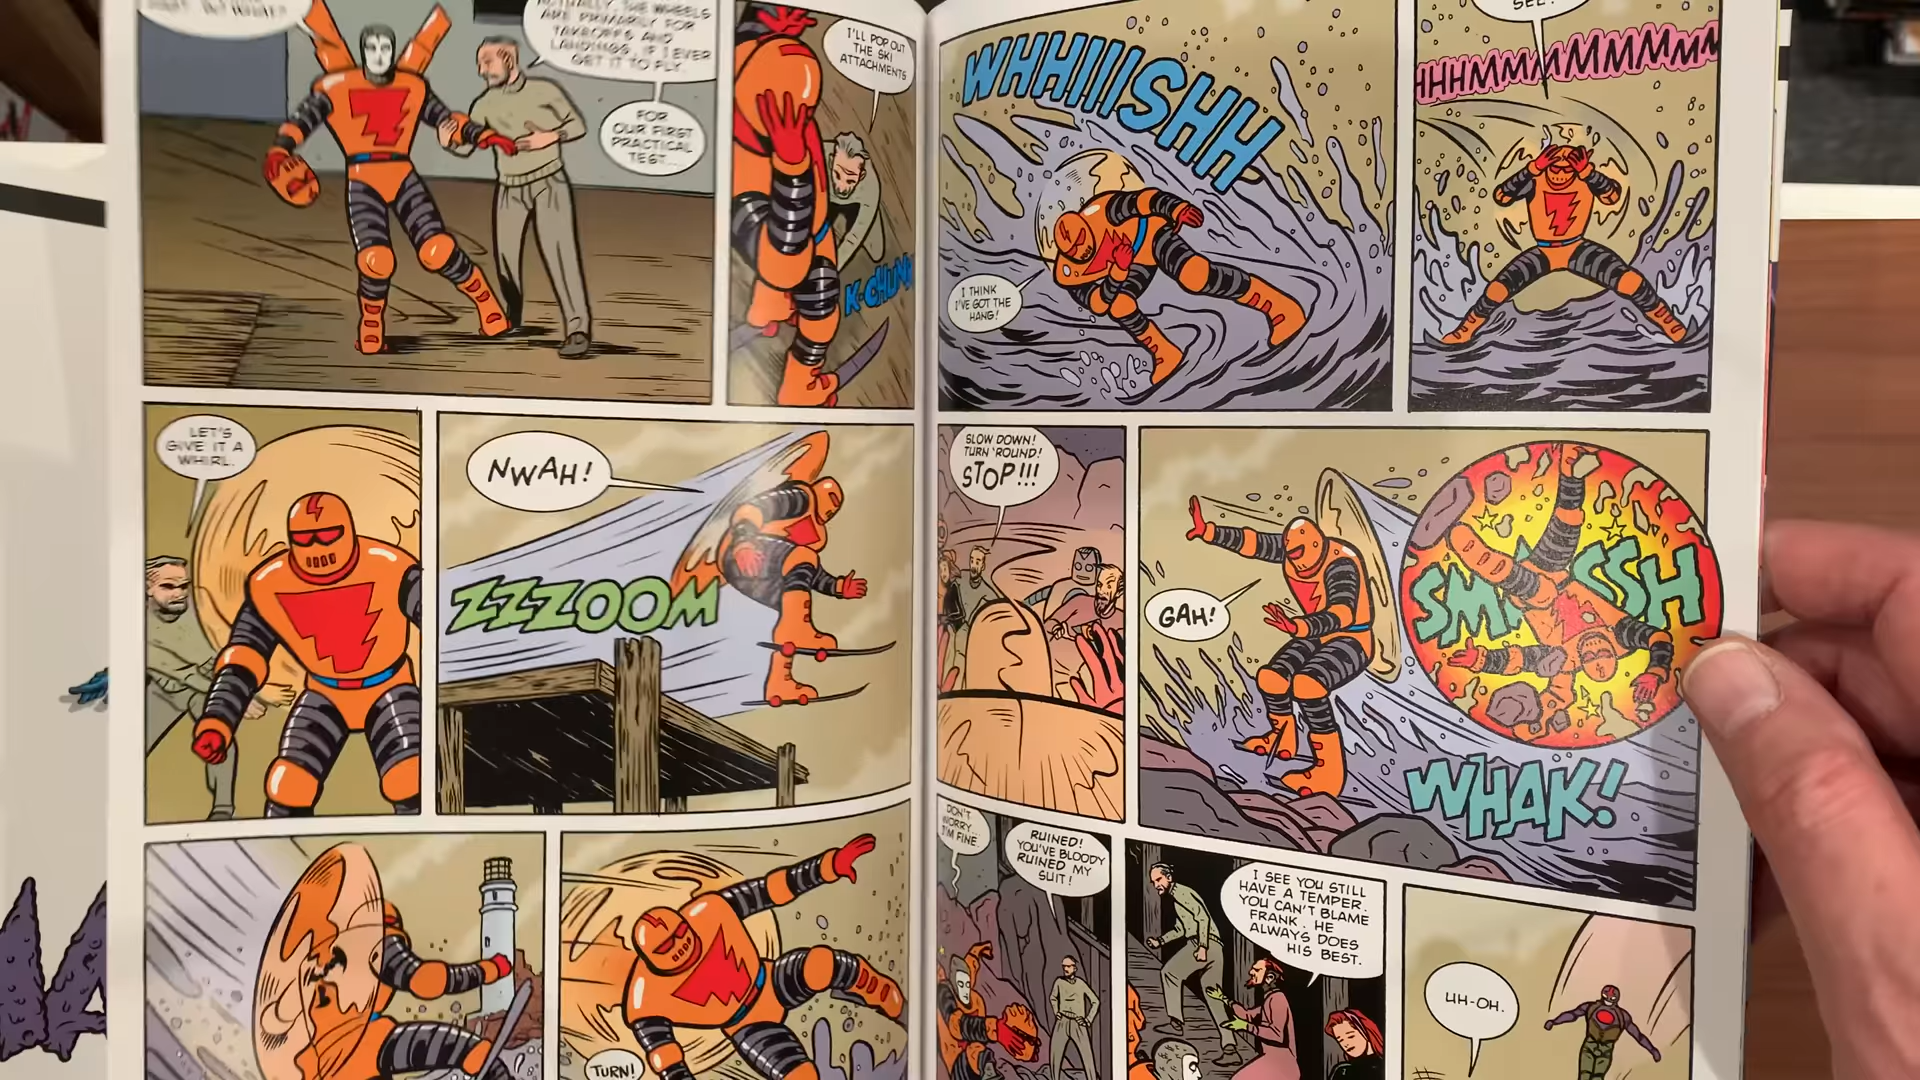 ACTUALLY, THE WHEELS
ARE PRIMARILY FOR
TAKEOFFS AND
LANDINGS, IF I EVER
GET IT TO FLY.
FOR
OUR FIRST
PRACTICAL
TEST...
I'LL POP OUT
THE SKI
ATTACHMENTS
LET'S
GIVE IT A
WHIRL.
NWAH!
ZZZOOM
TURN!
WHHIIISHH
I THINK
I'VE GOT THE
HANG!
SEE!
HHHMMMMMMMMM
SLOW DOWN!
TURN 'ROUND!
STOP!!!
GAH!
WHAK!
DON'T
WORRY...
I'M FINE
RUINED!
YOU'VE BLOODY
RUINED MY
SUIT!
I SEE YOU STILL
HAVE A TEMPER.
YOU CAN'T BLAME
FRANK. HE
ALWAYS DOES
HIS BEST.
UH-OH.